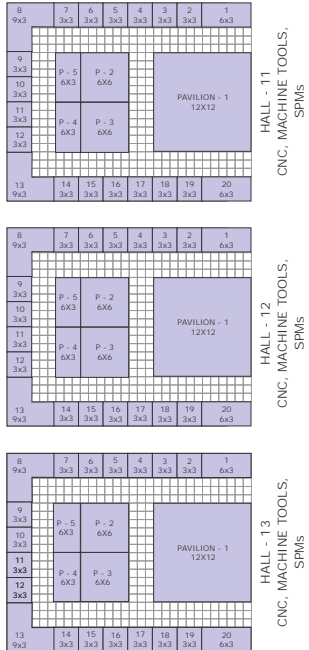 8 7 6 5 4 3 2 1
9x3 3x3 3x3 3x3 3x3 3x3 3x3 6x3
9
3x3
10
3x3
11
3x3
12
3x3
P - 5
6X3
P - 2
6X6
P - 4
6X3
P - 3
6X6
PAVILION - 1
12X12
13 14 15 16 17 18 19 20
9x3 3x3 3x3 3x3 3x3 3x3 3x3 6x3
HALL - 11
CNC, MACHINE TOOLS,
SPMs
8 7 6 5 4 3 2 1
9x3 3x3 3x3 3x3 3x3 3x3 3x3 6x3
9
3x3
10
3x3
11
3x3
12
3x3
P - 5
6X3
P - 2
6X6
P - 4
6X3
P - 3
6X6
PAVILION - 1
12X12
13 14 15 16 17 18 19 20
9x3 3x3 3x3 3x3 3x3 3x3 3x3 6x3
HALL - 12
CNC, MACHINE TOOLS,
SPMs
8 7 6 5 4 3 2 1
9x3 3x3 3x3 3x3 3x3 3x3 3x3 6x3
9
3x3
10
3x3
11
3x3
12
3x3
P - 5
6X3
P - 2
6X6
P - 4
6X3
P - 3
6X6
PAVILION - 1
12X12
13 14 15 16 17 18 19 20
9x3 3x3 3x3 3x3 3x3 3x3 3x3 6x3
HALL - 13
CNC, MACHINE TOOLS,
SPMs